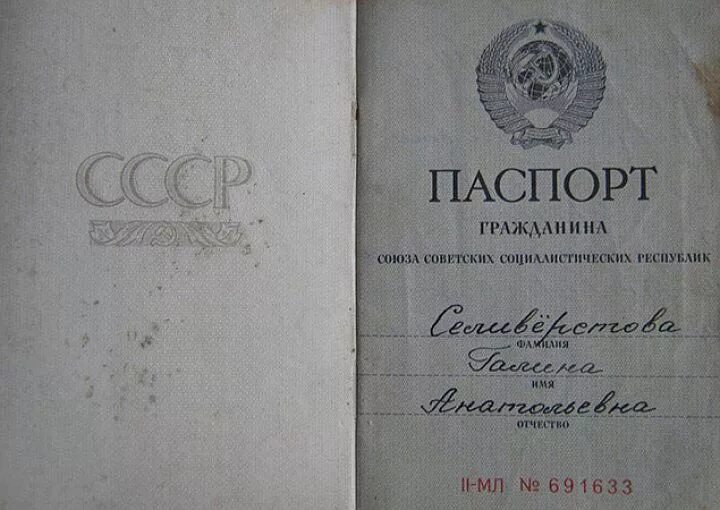 СССР
ПАСПОРТ
ГРАЖДАНИНА
СОЮЗА СОВЕТСКИХ СОЦИАЛИСТИЧЕСКИХ РЕСПУБЛИК
Селивёрстова
ФАМИЛИЯ
Галина
ИМЯ
Анатольевна
ОТЧЕСТВО
II-МЛ № 691633